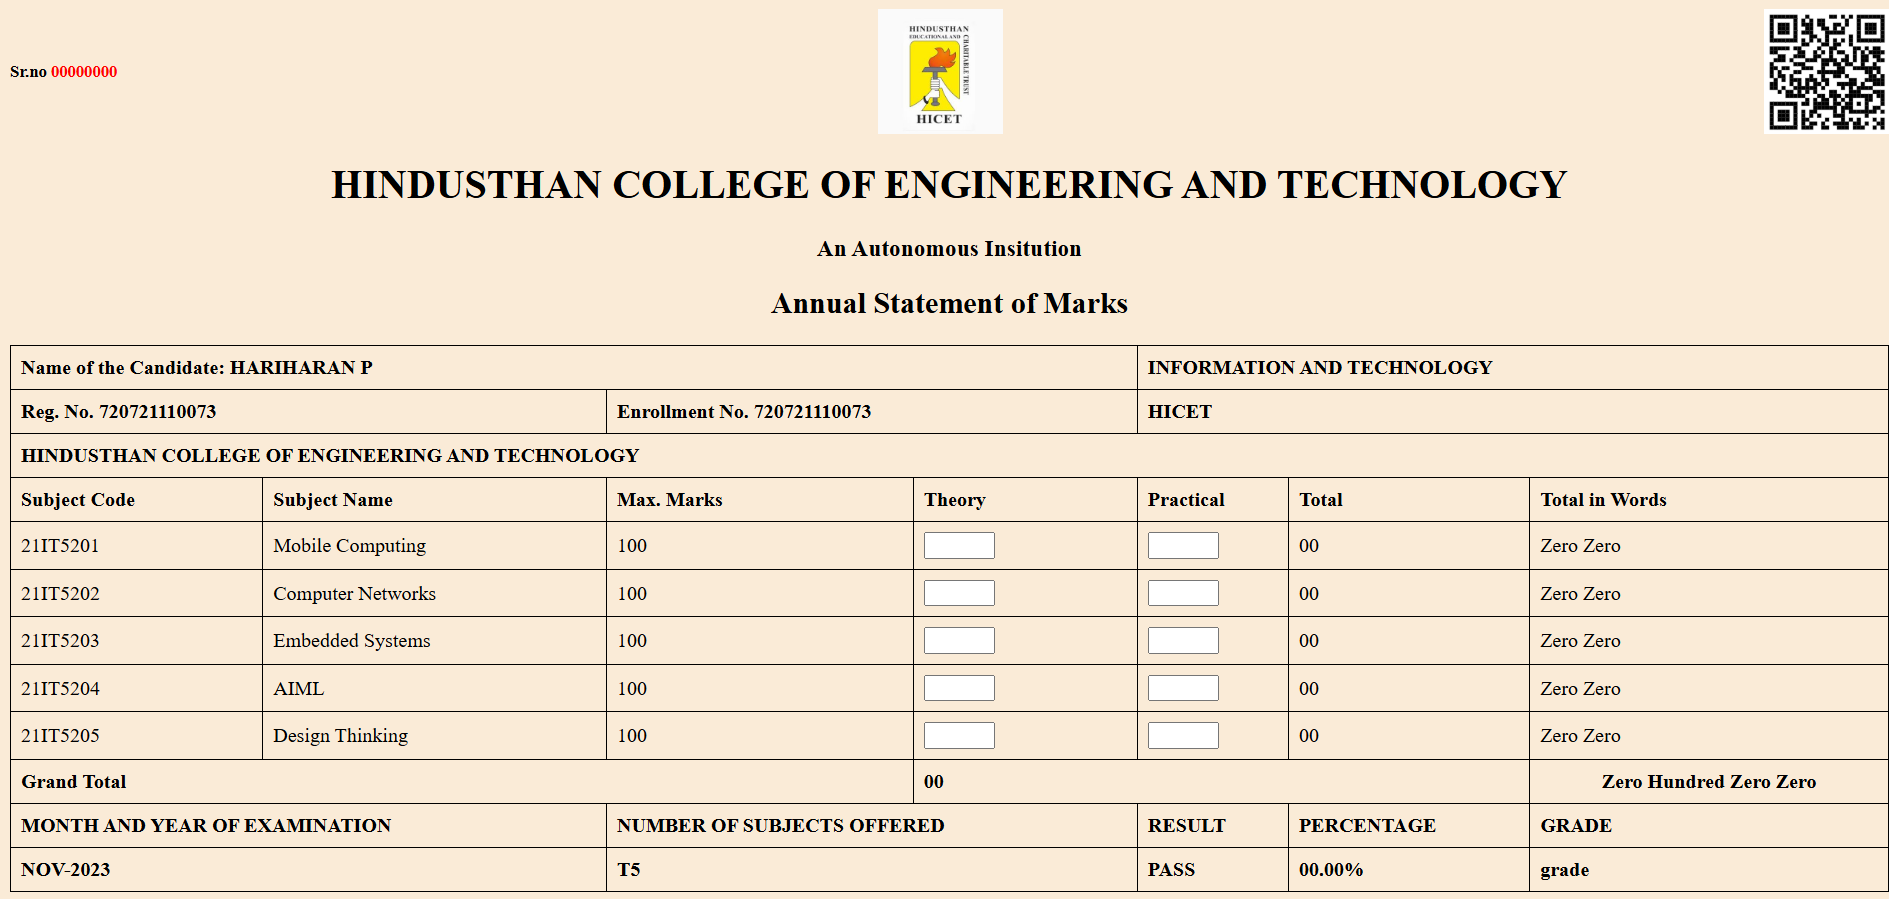 HINDUSTHAN
EDUCATIONAL AND
CHARITABLE TRUST
HICET
Sr.no 00000000
HINDUSTHAN COLLEGE OF ENGINEERING AND TECHNOLOGY
An Autonomous Insitution
Annual Statement of Marks
Name of the Candidate: HARIHARAN P INFORMATION AND TECHNOLOGY
Reg. No. 720721110073 Enrollment No. 720721110073 HICET
HINDUSTHAN COLLEGE OF ENGINEERING AND TECHNOLOGY
Subject Code Subject Name Max. Marks Theory Practical Total Total in Words
21IT5201 Mobile Computing 100 00 Zero Zero
21IT5202 Computer Networks 100 00 Zero Zero
21IT5203 Embedded Systems 100 00 Zero Zero
21IT5204 AIML 100 00 Zero Zero
21IT5205 Design Thinking 100 00 Zero Zero
Grand Total 00 Zero Hundred Zero Zero
MONTH AND YEAR OF EXAMINATION NUMBER OF SUBJECTS OFFERED RESULT PERCENTAGE GRADE
NOV-2023 T5 PASS 00.00% grade